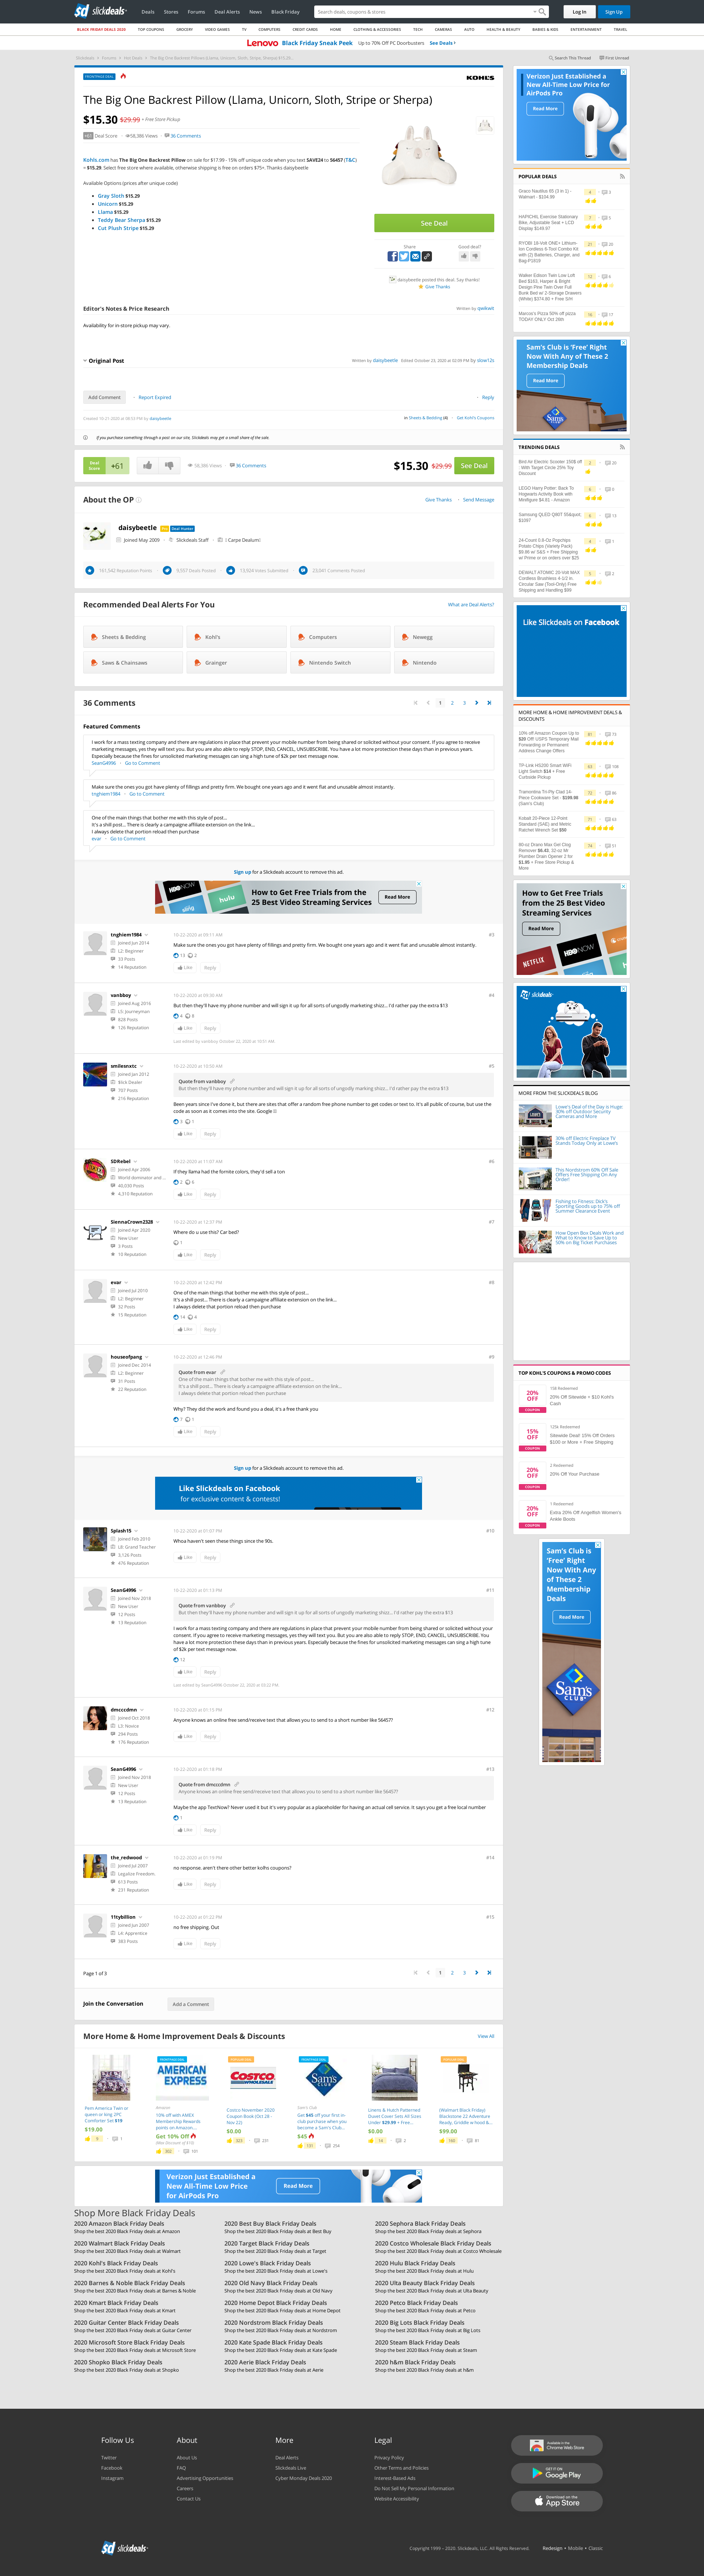 slickdeals
Deals Stores Forums Deal Alerts News Black Friday
Search deals, coupons & stores
Log In Sign Up
BLACK FRIDAY DEALS 2020 TOP COUPONS GROCERY VIDEO GAMES TV COMPUTERS CREDIT CARDS HOME CLOTHING & ACCESSORIES TECH CAMERAS AUTO HEALTH & BEAUTY BABIES & KIDS ENTERTAINMENT TRAVEL
Lenovo Black Friday Sneak Peek Up to 70% Off PC Doorbusters See Deals
Slickdeals Forums Hot Deals The Big One Backrest Pillows (Llama, Unicorn, Sloth, Stripe, Sherpa) $15.29
Search This Thread First Unread
FRONTPAGE DEAL
KOHL'S
The Big One Backrest Pillow (Llama, Unicorn, Sloth, Stripe or Sherpa)
$15.30 $29.99 + Free Store Pickup
Deal Score 58,386 Views 36 Comments
Kohls.com has The Big One Backrest Pillow on sale for $17.99 - 15% off unique code when you text SAVE24 to 56457 (T&C)
= $15.29. Select free store where available, otherwise shipping is free on orders $75+. Thanks daisybeetle
Available Options (prices after unique code)
Gray Sloth $15.29
Unicorn $15.29
Llama $15.29
Teddy Bear Sherpa $15.29
Cut Plush Stripe $15.29
See Deal
Share Good deal?
daisybeetle posted this deal. Say thanks!
Give Thanks
Editor's Notes & Price Research
Written by qwikwit
Availability for in-store pickup may vary.
Original Post
Written by daisybeetle Edited October 23, 2020 at 02:09 PM by slow12s
Add Comment Report Expired Reply
Created 10-21-2020 at 08:53 PM by daisybeetle
in Sheets & Bedding (4) Get Kohl's Coupons
If you purchase something through a post on our site, Slickdeals may get a small share of the sale.
Deal Score +61
58,386 Views 36 Comments
$15.30 $29.99 See Deal
About the OP
Give Thanks Send Message
daisybeetle Pro Deal Hunter
Joined May 2009 Slickdeals Staff ! Carpe Dealum!
161,242 Reputation Points 9,557 Deals Posted 13,024 Votes Submitted 23,041 Comments Posted
Recommended Deal Alerts For You
What are Deal Alerts?
Sheets & Bedding Kohl's Computers Newegg
Saws & Chainsaws Grainger Nintendo Switch Nintendo
36 Comments
1 2 3
Featured Comments
I work for a mass texting company and there are regulations in place that prevent your mobile number from being shared or solicited without your consent. If you agree to receive
marketing messages, yes they will text you. But you are also able to reply STOP, END, CANCEL, UNSUBSCRIBE. You have a lot more protection these days than in previous years.
Especially because the fines for unsolicited marketing messages can sing a high tune of $2k per text message now.
SeanG4996 Go to Comment
Make sure the ones you got have plenty of fillings and pretty firm. We bought one years ago and it went flat and unusable almost instantly.
tnghiem1984 Go to Comment
One of the main things that bother me with this style of post...
It's a shill post... There is clearly a campaigne affiliate extension on the link...
I always delete that portion reload then purchase
evar Go to Comment
Sign up for a Slickdeals account to remove this ad.
NETFLIX HBO hulu
How to Get Free Trials from the
25 Best Video Streaming Services
Read More
tnghiem1984
Joined Jun 2014
L2: Beginner
33 Posts
14 Reputation
10-22-2020 at 09:11 AM #3
Make sure the ones you got have plenty of fillings and pretty firm. We bought one years ago and it went flat and unusable almost instantly.
13 2
Like Reply
vanbboy
Joined Aug 2016
L5: Journeyman
828 Posts
120 Reputation
10-22-2020 at 09:30 AM #4
But then they'll have my phone number and will sign it up for all sorts of ungodly marketing shizz... I'd rather pay the extra $13
4 8
Like Reply
Last edited by vanbboy October 22, 2020 at 10:51 AM.
smilesnxtc
Joined Jan 2012
$lick Dealer
707 Posts
216 Reputation
10-22-2020 at 10:00 AM #5
Quote from vanbboy
But then they'll have my phone number and will sign it up for all sorts of ungodly marketing shizz... I'd rather pay the extra $13
Been years since I've done it, but there are sites that offer a random free phone number to get codes or text to. It's all public of course, but use the
code as soon as it comes into the site. Google
9 1
Like Reply
SDRebel
Joined Apr 2006
World dominator and ...
40,030 Posts
4,310 Reputation
10-22-2020 at 11:07 AM #6
If they llama had the fornite colors, they'd sell a ton
2 6
Like Reply
SiennaCrown2328
Joined Apr 2020
New User
3 Posts
10 Reputation
10-22-2020 at 12:37 PM #7
Where do u use this? Car bed?
1
Like Reply
evar
Joined Jul 2010
L2: Beginner
32 Posts
15 Reputation
10-22-2020 at 12:42 PM #8
One of the main things that bother me with this style of post...
It's a shill post... There is clearly a campaigne affiliate extension on the link...
I always delete that portion reload then purchase
14 4
Like Reply
houseofpang
Joined Dec 2014
L2: Beginner
31 Posts
22 Reputation
10-22-2020 at 12:46 PM #9
Quote from evar
One of the main things that bother me with this style of post...
It's a shill post... There is clearly a campaigne affiliate extension on the link...
I always delete that portion reload then purchase
Why? They did the work and found you a deal, it's a free thank you
7 1
Like Reply
Sign up for a Slickdeals account to remove this ad.
Like Slickdeals on Facebook
for exclusive content & contests!
Splash15
Joined Feb 2010
L8: Grand Teacher
3,126 Posts
476 Reputation
10-22-2020 at 01:07 PM #10
Whoa haven't seen these things since the 90s.
Like Reply
SeanG4996
Joined Nov 2018
New User
12 Posts
13 Reputation
10-22-2020 at 01:13 PM #11
Quote from vanbboy
But then they'll have my phone number and will sign it up for all sorts of ungodly marketing shizz... I'd rather pay the extra $13
I work for a mass texting company and there are regulations in place that prevent your mobile number from being shared or solicited without your
consent. If you agree to receive marketing messages, yes they will text you. But you are also able to reply STOP, END, CANCEL, UNSUBSCRIBE. You
have a lot more protection these days than in previous years. Especially because the fines for unsolicited marketing messages can sing a high tune
of $2k per text message now.
12
Like Reply
Last edited by SeanG4996 October 22, 2020 at 03:22 PM.
dmcccdmn
Joined Oct 2018
L3: Novice
294 Posts
176 Reputation
10-22-2020 at 01:15 PM #12
Anyone knows an online free send/receive text that allows you to send to a short number like 56457?
Like Reply
SeanG4996
Joined Nov 2018
New User
12 Posts
13 Reputation
10-22-2020 at 01:18 PM #13
Quote from dmcccdmn
Anyone knows an online free send/receive text that allows you to send to a short number like 56457?
Maybe the app TextNow? Never used it but it's very popular as a placeholder for having an actual cell service. It says you get a free local number
1
Like Reply
the_redwood
Joined Jul 2007
Legalize Freedom.
613 Posts
231 Reputation
10-22-2020 at 01:19 PM #14
no response. aren't there other better kolhs coupons?
Like Reply
11tybillion
Joined Jun 2007
L4: Apprentice
383 Posts
10-22-2020 at 01:22 PM #15
no free shipping. Out
Like Reply
Page 1 of 3
1 2 3
Join the Conversation Add a Comment
More Home & Home Improvement Deals & Discounts View All
Pem America Twin or queen or king 2PC Comforter Set $19
$19.00
AMERICAN EXPRESS
10% off with AMEX Membership Rewards points on Amazon...
Get 10% Off
Costco WHOLESALE
Costco November 2020 Coupon Book (Oct 28 - Nov 22)
$0.00
Sam's Club
Get $45 off your first in-club purchase when you become a Sam's Club...
$45
Linens & Hutch Patterned Duvet Cover Sets All Sizes Under $29.98 + Free...
$0.00
(Walmart Black Friday) Blackstone 22 Adventure Ready, Griddle w hood &...
$99.00
Verizon Just Established a
New All-Time Low Price
for AirPods Pro
Read More
Shop More Black Friday Deals
2020 Amazon Black Friday Deals 2020 Best Buy Black Friday Deals 2020 Sephora Black Friday Deals
Shop the best 2020 Black Friday deals at Amazon Shop the best 2020 Black Friday deals at Best Buy Shop the best 2020 Black Friday deals at Sephora
2020 Walmart Black Friday Deals 2020 Target Black Friday Deals 2020 Costco Wholesale Black Friday Deals
Shop the best 2020 Black Friday deals at Walmart Shop the best 2020 Black Friday deals at Target Shop the best 2020 Black Friday deals at Costco Wholesale
2020 Kohl's Black Friday Deals 2020 Lowe's Black Friday Deals 2020 Hulu Black Friday Deals
Shop the best 2020 Black Friday deals at Kohl's Shop the best 2020 Black Friday deals at Lowe's Shop the best 2020 Black Friday deals at Hulu
2020 Barnes & Noble Black Friday Deals 2020 Old Navy Black Friday Deals 2020 Ulta Beauty Black Friday Deals
Shop the best 2020 Black Friday deals at Barnes & Noble Shop the best 2020 Black Friday deals at Old Navy Shop the best 2020 Black Friday deals at Ulta Beauty
2020 Kmart Black Friday Deals 2020 Home Depot Black Friday Deals 2020 Petco Black Friday Deals
Shop the best 2020 Black Friday deals at Kmart Shop the best 2020 Black Friday deals at Home Depot Shop the best 2020 Black Friday deals at Petco
2020 Guitar Center Black Friday Deals 2020 Nordstrom Black Friday Deals 2020 Big Lots Black Friday Deals
Shop the best 2020 Black Friday deals at Guitar Center Shop the best 2020 Black Friday deals at Nordstrom Shop the best 2020 Black Friday deals at Big Lots
2020 Microsoft Store Black Friday Deals 2020 Kate Spade Black Friday Deals 2020 Steam Black Friday Deals
Shop the best 2020 Black Friday deals at Microsoft Store Shop the best 2020 Black Friday deals at Kate Spade Shop the best 2020 Black Friday deals at Steam
2020 Shopko Black Friday Deals 2020 Aerie Black Friday Deals 2020 h&m Black Friday Deals
Shop the best 2020 Black Friday deals at Shopko Shop the best 2020 Black Friday deals at Aerie Shop the best 2020 Black Friday deals at h&m
Verizon Just Established a New All-Time Low Price for AirPods Pro
Read More
POPULAR DEALS
Graco Nautilus 65 (3 in 1) - Walmart - $104.99
HAPICHIL Exercise Stationary Bike, Adjustable Seat + LCD Display $149.97
RYOBI 18-Volt ONE+ Lithium-Ion Cordless 9-Tool Combo Kit with (2) Batteries, Charger, and Bag-P1819
Walker Edison Twin Low Loft Bed $163, Harper & Bright Design Pine Twin Over Full Bunk Bed w/ 2-Storage Drawers (White) $374.60 + Free S/H
Marcos's Pizza 50% off pizza TODAY ONLY Oct 26th
Sam's Club is 'Free' Right
Now With Any of These 2
Membership Deals
Read More
TRENDING DEALS
Bird Air Electric Scooter 150$ off - With Target Circle 25% Toy Discount
LEGO Harry Potter: Back To Hogwarts Activity Book with Minifigure $4.61 - Amazon
Samsung QLED Q80T 55&quot; $1097
24-Count 0.8-Oz Popchips Potato Chips (Variety Pack) $9.86 w/ S&S + Free Shipping w/ Prime or on orders over $25
DEWALT ATOMIC 20-Volt MAX Cordless Brushless 4-1/2 in. Circular Saw (Tool-Only) Free Shipping and Handling $99
Like Slickdeals on Facebook
MORE HOME & HOME IMPROVEMENT DEALS & DISCOUNTS
10% off Amazon Coupon Up to $20 Off USPS Temporary Mail Forwarding or Permanent Address Change Offers
TP-Link HS200 Smart WiFi Light Switch $14 + Free Curbside Pickup
Tramontina Tri-Ply Clad 14-Piece Cookware Set - $199.98 (Sam's Club)
Kobalt 20-Piece 12-Point Standard (SAE) and Metric Ratchet Wrench Set $50
80-oz Drano Max Gel Clog Remover $6.43, 32-oz Mr Plumber Drain Opener 2 for $1.95 + Free Store Pickup & More
How to Get Free Trials
from the 25 Best Video
Streaming Services
Read More
slickdeals
MORE FROM THE SLICKDEALS BLOG
Lowe's Deal of the Day is Huge: 30% off Outdoor Security Cameras and More
30% off Electric Fireplace TV Stands Today Only at Lowe's
This Nordstrom 60% Off Sale Offers Free Shipping On Any Order!
Fishing to Fitness: Dick's Sporting Goods up to 75% off Summer Clearance Event
How Open Box Deals Work and What to Know to Save Up to 50% on Big Ticket Purchases
TOP KOHL'S COUPONS & PROMO CODES
20% OFF COUPON
20% Off Sitewide + $10 Kohl's Cash
15% OFF COUPON
Sitewide Deal! 15% Off Orders $100 or More + Free Shipping
20% OFF COUPON
2 Redeemed
20% Off Your Purchase
20% OFF COUPON
1 Redeemed
Extra 20% Off Angelfish Women's Ankle Boots
Sam's Club is 'Free' Right Now With Any of These 2 Membership Deals
Read More
Sam's CLUB
Follow Us About More Legal
Twitter About Us Deal Alerts Privacy Policy
Facebook FAQ Slickdeals Live Other Terms and Policies
Instagram Advertising Opportunities Cyber Monday Deals 2020 Interest-Based Ads
Careers Do Not Sell My Personal Information
Contact Us Website Accessibility
Available in the Chrome Web Store
GET IT ON Google Play
Download on the App Store
slickdeals
Copyright 1999 - 2020. Slickdeals, LLC. All Rights Reserved. Redesign • Mobile • Classic